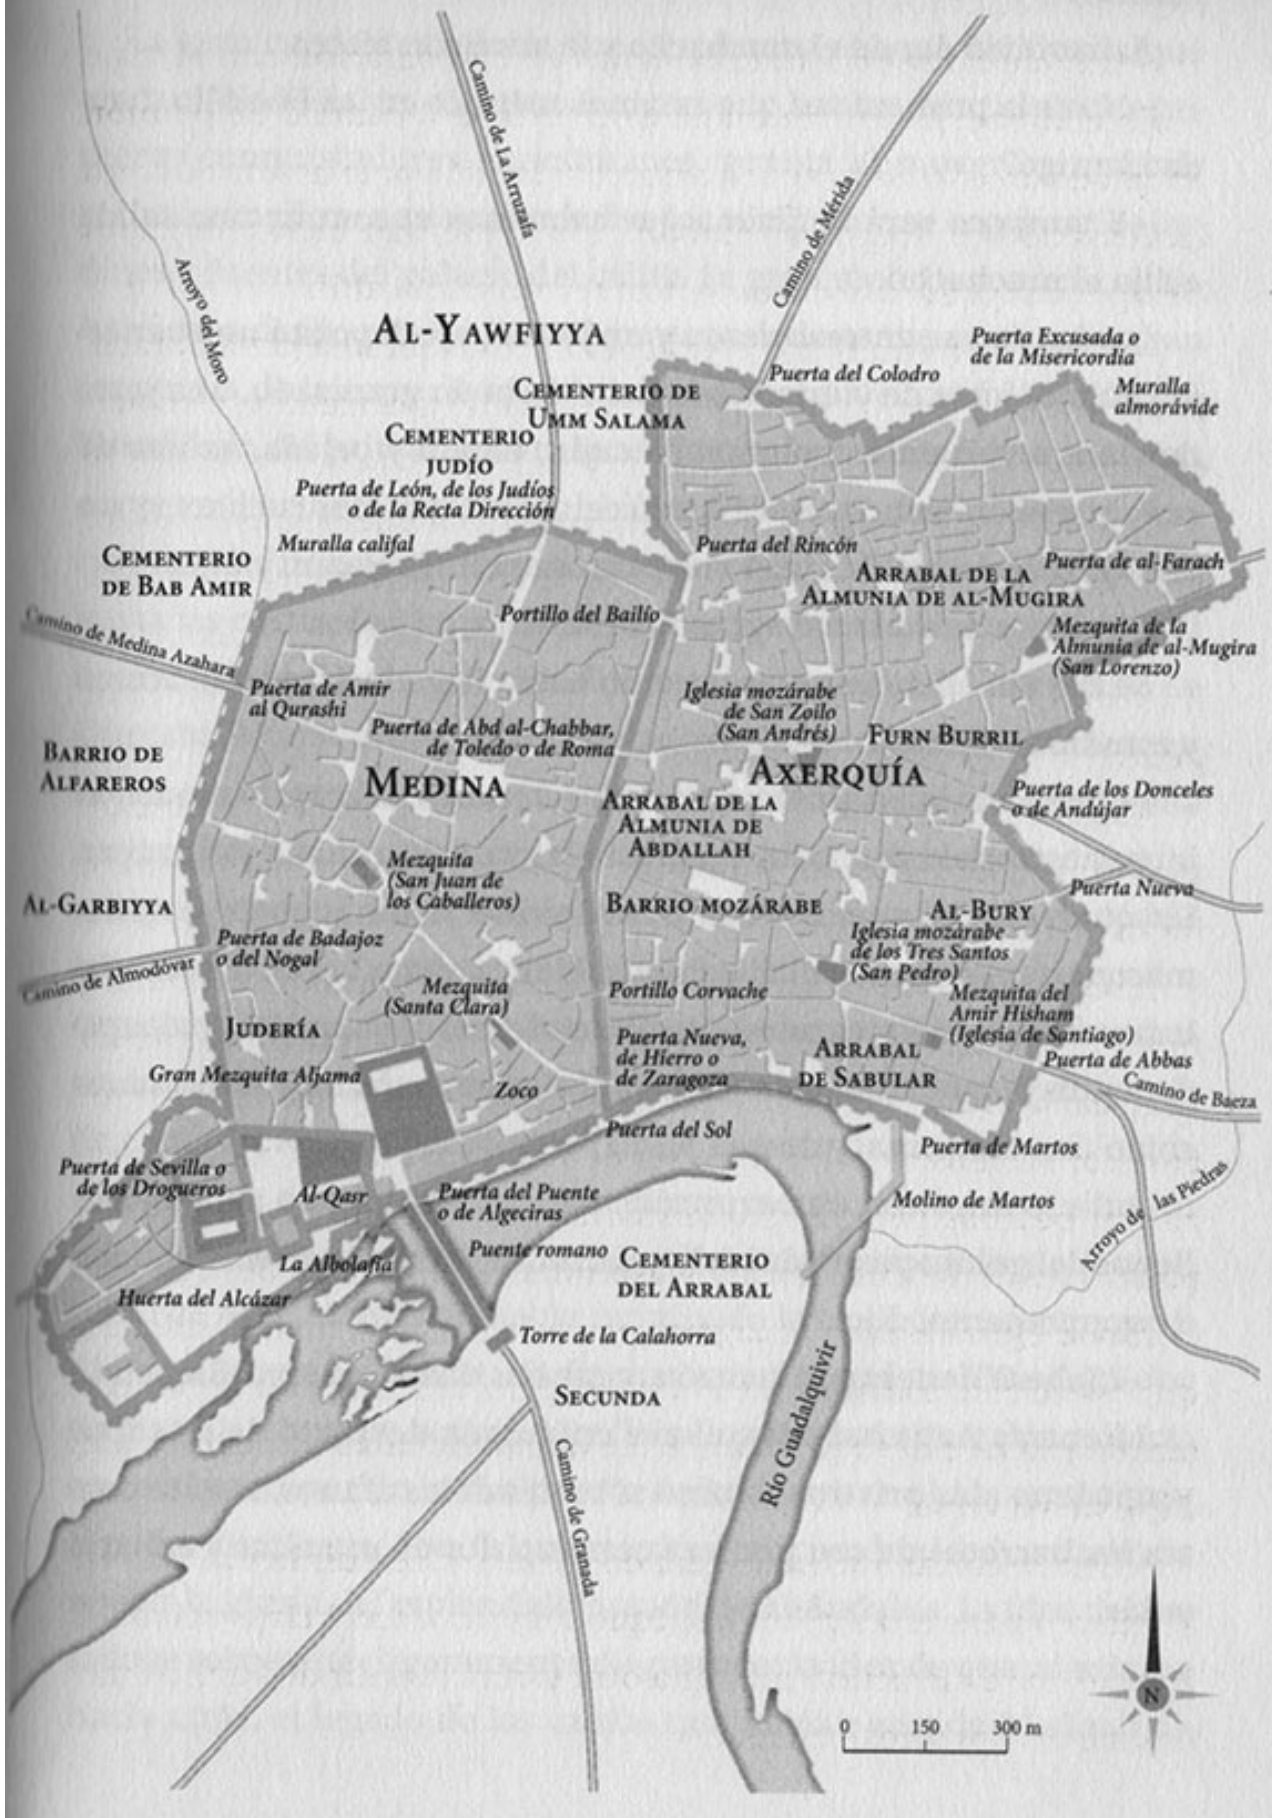 Camino de La Arruzafa
Camino de Mérida
Arroyo del Moro
AL-YAWFIYYA
Puerta Excusada o
de la Misericordia
Puerta del Colodro
Muralla
almorávide
CEMENTERIO DE
UMM SALAMA
CEMENTERIO
JUDÍO
Puerta de León, de los Judíos
o de la Recta Dirección
Muralla califal
Puerta del Rincón
CEMENTERIO
DE BAB AMIR
Puerta de al-Farach
ARRABAL DE LA
ALMUNIA DE AL-MUGIRA
Portillo del Bailío
Camino de Medina Azahara
Mezquita de la
Almunia de al-Mugira
(San Lorenzo)
Puerta de Amir
al Qurashi
Iglesia mozárabe
de San Zoilo
(San Andrés)
Puerta de Abd al-Chabbar,
de Toledo o de Roma
FURN BURRIL
BARRIO DE
ALFAREROS
MEDINA
AXERQUÍA
Puerta de los Donceles
o de Andújar
ARRABAL DE LA
ALMUNIA DE
ABDALLAH
Mezquita
(San Juan de
los Caballeros)
Puerta Nueva
AL-GARBIYYA
BARRIO MOZÁRABE
AL-BURY
Iglesia mozárabe
de los Tres Santos
(San Pedro)
Puerta de Badajoz
o del Nogal
Camino de Almodóvar
Mezquita
(Santa Clara)
Portillo Corvache
Mezquita del
Amir Hisham
(Iglesia de Santiago)
JUDERÍA
Puerta Nueva,
de Hierro o
de Zaragoza
ARRABAL
DE SABULAR
Puerta de Abbas
Gran Mezquita Aljama
Zoco
Camino de Baeza
Puerta del Sol
Puerta de Martos
Puerta de Sevilla o
de los Drogueros
Al-Qasr
Puerta del Puente
o de Algeciras
Molino de Martos
Arroyo de las Piedras
La Albolafia
Puente romano
CEMENTERIO
DEL ARRABAL
Huerta del Alcázar
Torre de la Calahorra
SECUNDA
Río Guadalquivir
Camino de Granada
N
0 150 300 m